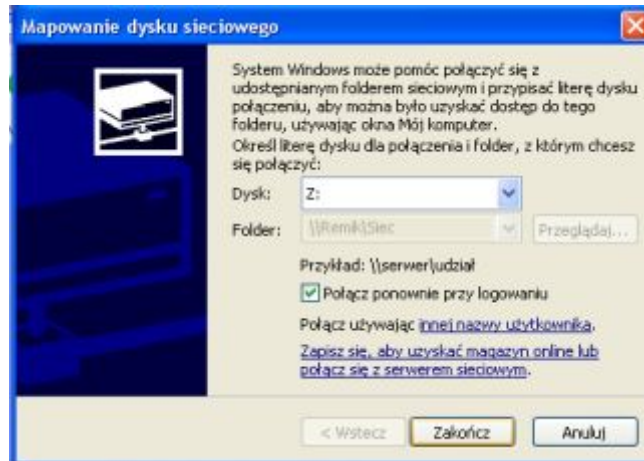 Mapowanie dysku sieciowego
System Windows może pomóc połączyć się z
udostępnianym folderem sieciowym i przypisać literę dysku
połączeniu, aby można było uzyskać dostęp do tego
folderu, używając okna Mój komputer.
Określ literę dysku dla połączenia i folder, z którym chcesz
się połączyć:
Dysk: Z:
Folder: \\Remik\Siec Przeglądaj...
Przykład: \\serwer\udział
Połącz ponownie przy logowaniu
Połącz używając innej nazwy użytkownika.
Zapisz się, aby uzyskać magazyn online lub
połącz się z serwerem sieciowym.
< Wstecz Zakończ Anuluj